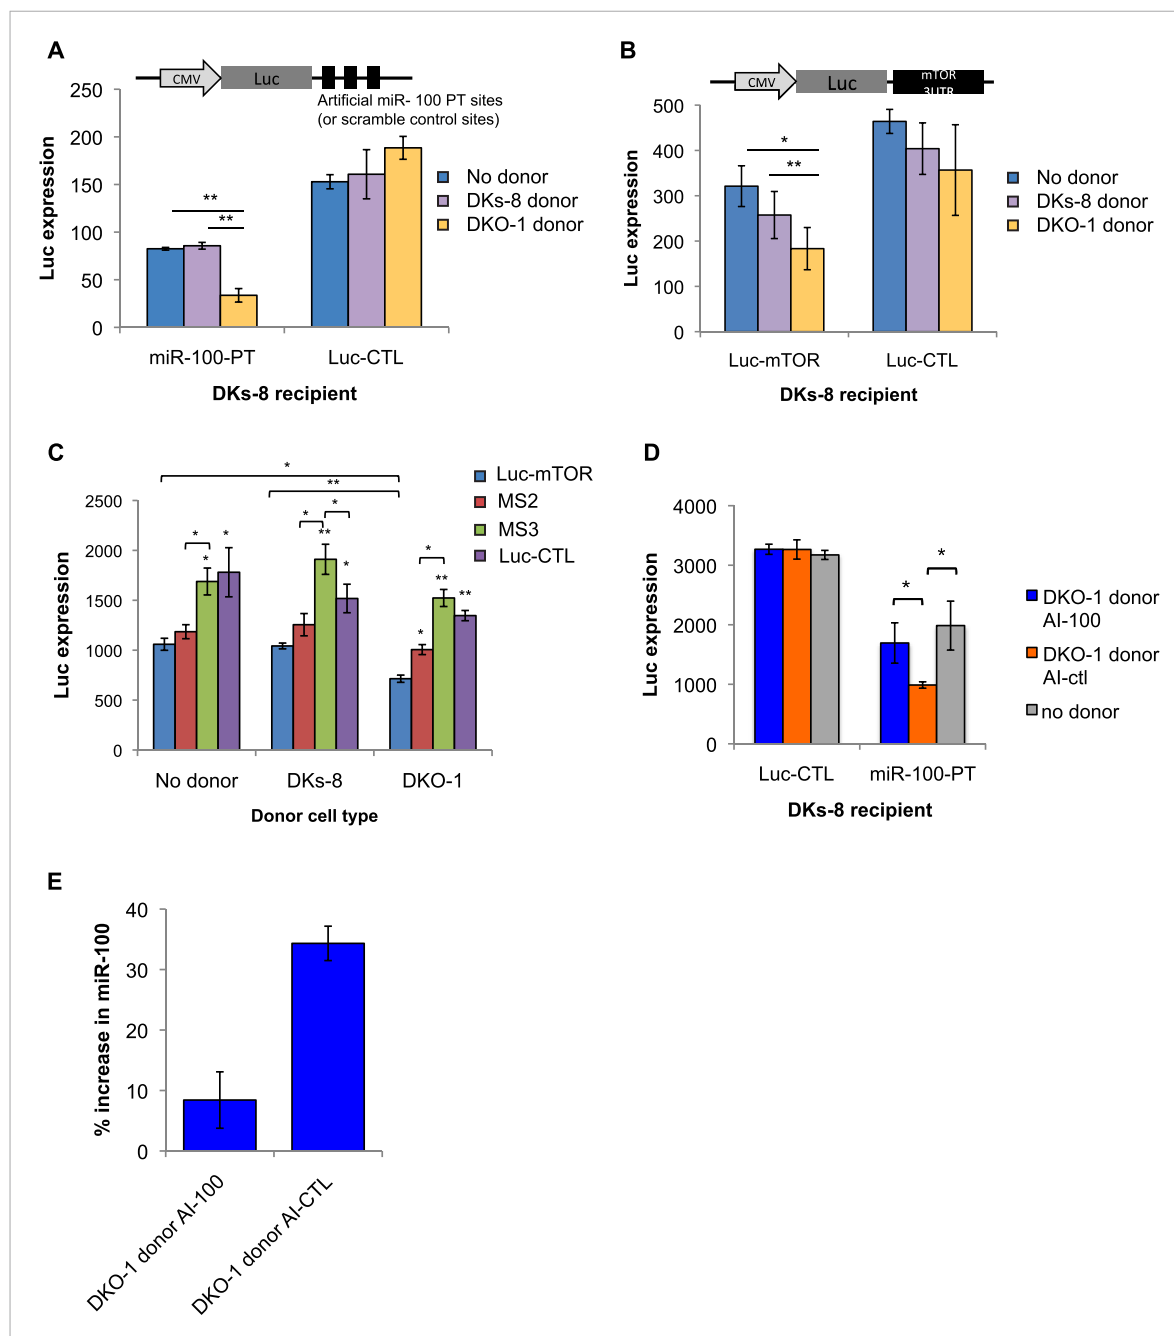 A
CMV
Luc
Artificial miR- 100 PT sites
(or scramble control sites)
250
200
150
100
50
0
Luc expression
**
**
No donor
DKs-8 donor
DKO-1 donor
miR-100-PT
Luc-CTL
DKs-8 recipient
B
CMV
Luc
mTOR
3UTR
500
400
300
200
300
200
100
0
Luc expression
*
**
No donor
DKs-8 donor
DKO-1 donor
Luc-mTOR
Luc-CTL
DKs-8 recipient
C
2500
2000
1500
1000
500
0
Luc expression
*
**
*
*
*
*
*
**
*
*
**
*
**
Luc-mTOR
MS2
MS3
Luc-CTL
No donor
DKs-8
DKO-1
Donor cell type
D
4000
3000
2000
1000
0
Luc expression
*
*
DKO-1 donor
AI-100
DKO-1 donor
AI-ctl
no donor
Luc-CTL
miR-100-PT
DKs-8 recipient
E
40
30
20
10
0
% increase in miR-100
DKO-1 donor AI-100
DKO-1 donor AI-CTL